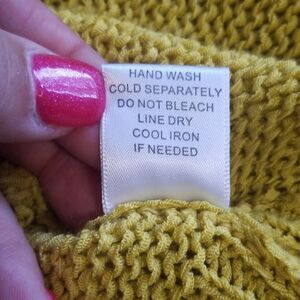 HAND WASH
COLD SEPARATELY
DO NOT BLEACH
LINE DRY
COOL IRON
IF NEEDED